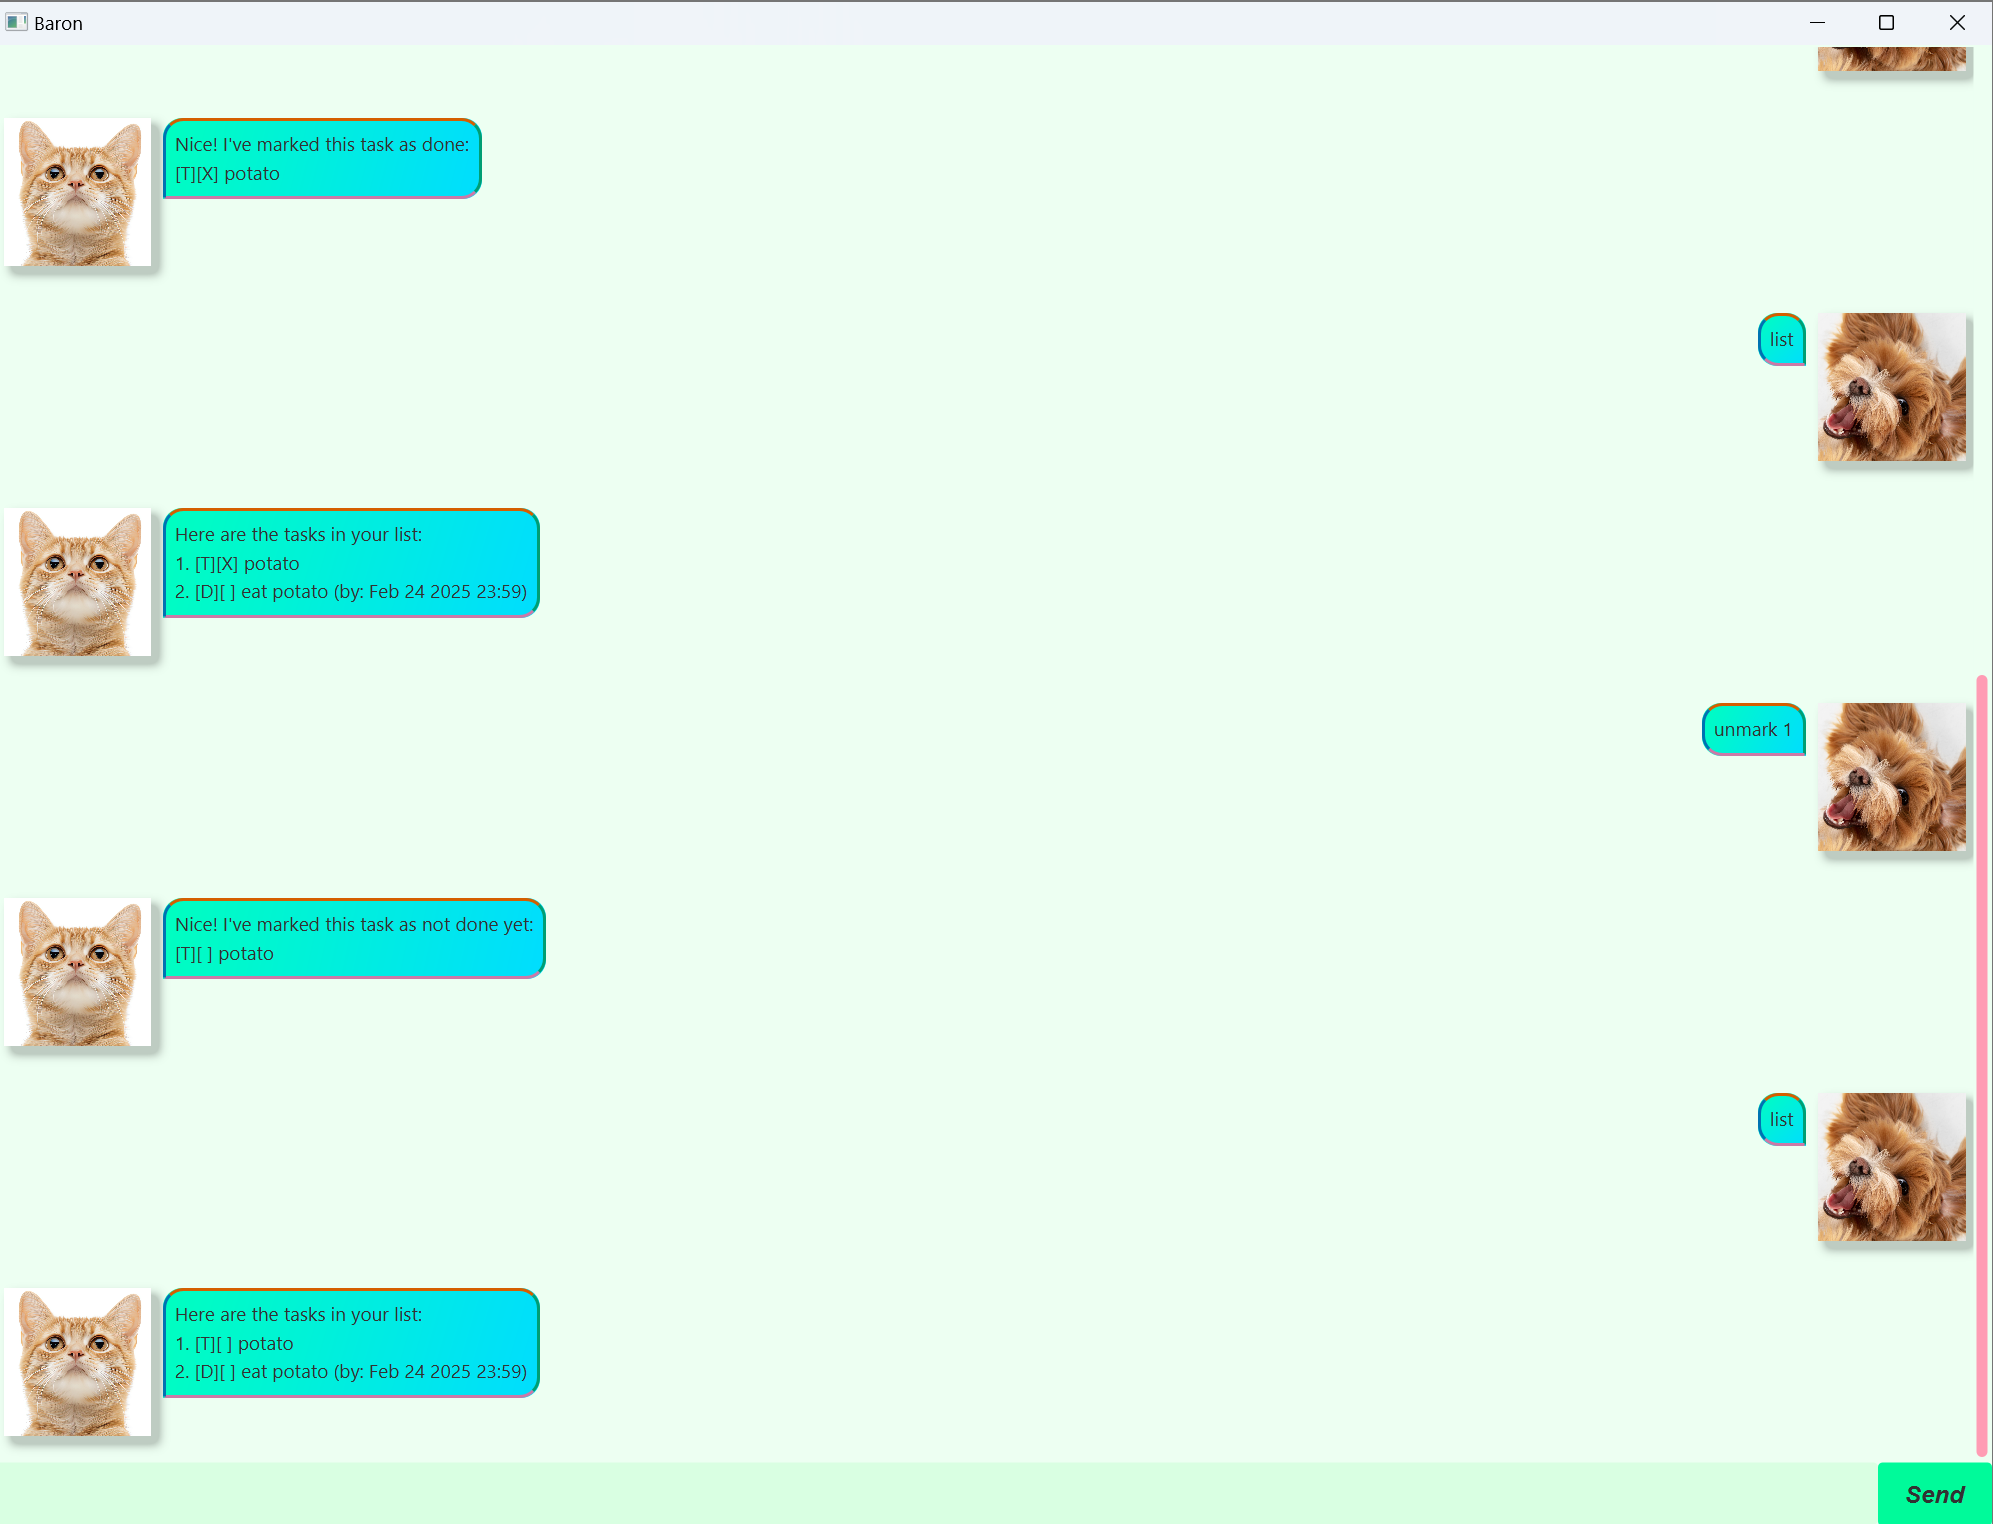 Baron
Nice! I've marked this task as done:
[T][X] potato
list
Here are the tasks in your list:
1. [T][X] potato
2. [D][ ] eat potato (by: Feb 24 2025 23:59)
unmark 1
Nice! I've marked this task as not done yet:
[T][ ] potato
list
Here are the tasks in your list:
1. [T][ ] potato
2. [D][ ] eat potato (by: Feb 24 2025 23:59)
Send